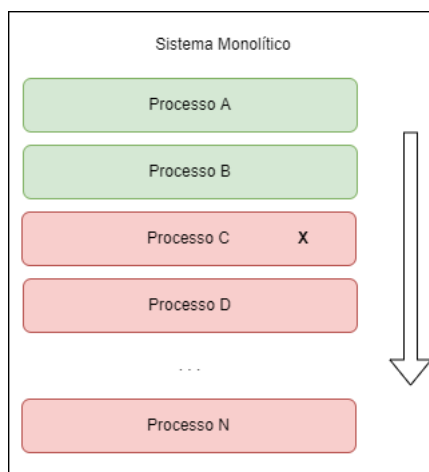 Sistema Monolítico
Processo A
Processo B
Processo C X
Processo D
. . .
Processo N